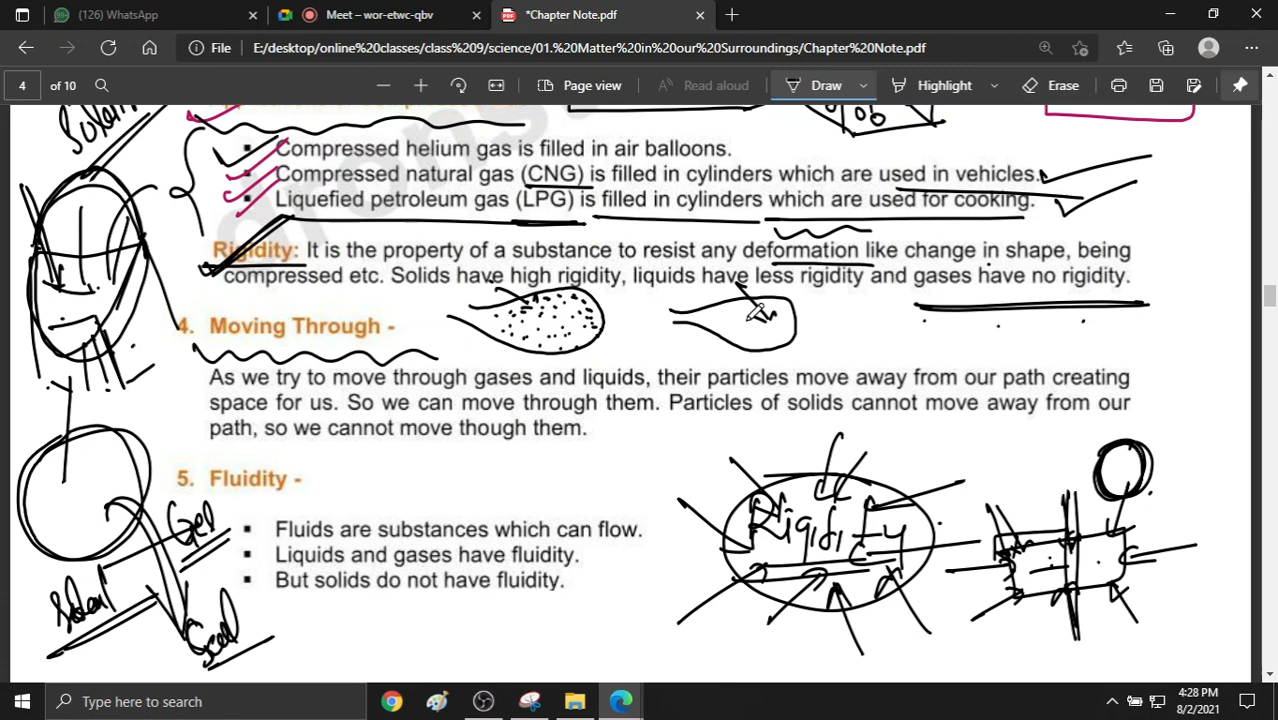 (126) WhatsApp
Meet – wor-etwc-qbv
*Chapter Note.pdf
File E:/desktop/online%20classes/class%209/science/01.%20Matter%20in%20our%20Surroundings/Chapter%20Note.pdf
4 of 10
Page view
Read aloud
Draw
Highlight
Erase
Compressed helium gas is filled in air balloons.
Compressed natural gas (CNG) is filled in cylinders which are used in vehicles.
Liquefied petroleum gas (LPG) is filled in cylinders which are used for cooking.
Rigidity: It is the property of a substance to resist any deformation like change in shape, being
compressed etc. Solids have high rigidity, liquids have less rigidity and gases have no rigidity.
4. Moving Through -
As we try to move through gases and liquids, their particles move away from our path creating
space for us. So we can move through them. Particles of solids cannot move away from our
path, so we cannot move though them.
5. Fluidity -
Fluids are substances which can flow.
Liquids and gases have fluidity.
But solids do not have fluidity.
Rigidity
Gel
Type here to search
4:28 PM
8/2/2021